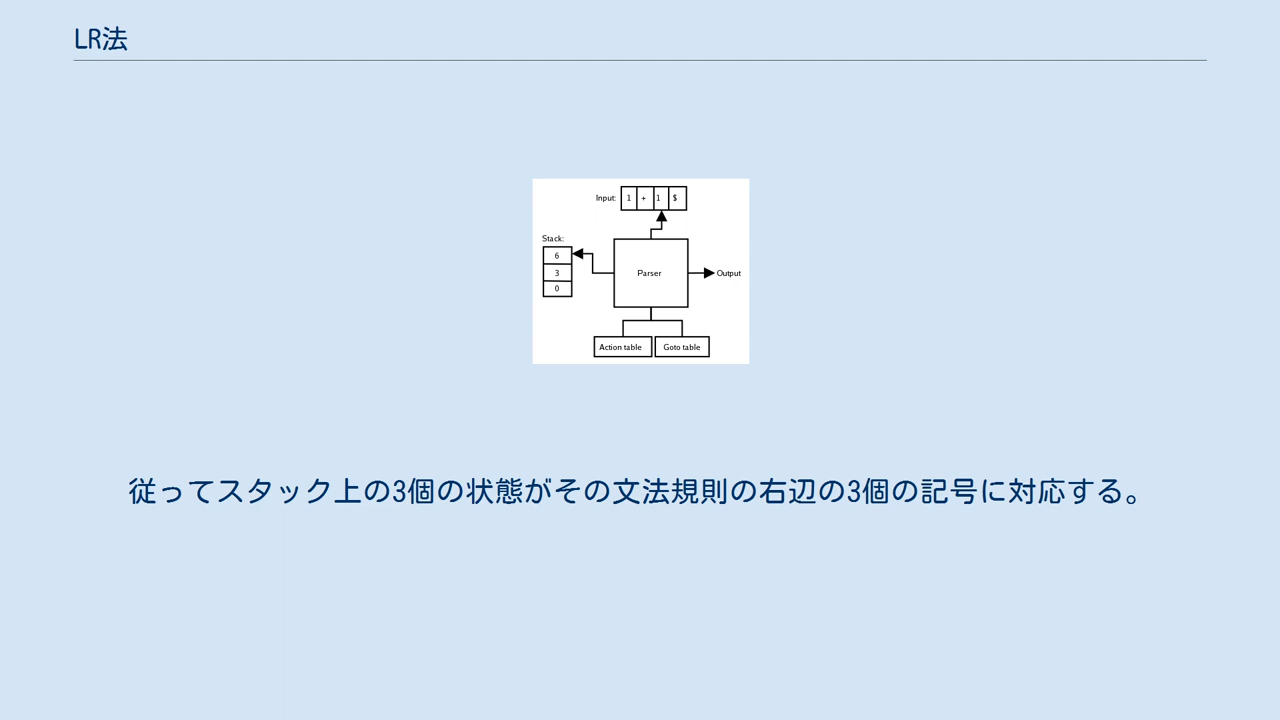 LR法
Input: 1 + 1 $
Stack:
6
3
0
Parser
Output
Action table
Goto table
従ってスタック上の3個の状態がその文法規則の右辺の3個の記号に対応する。